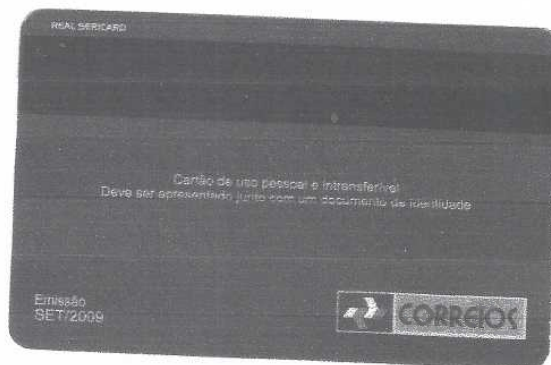 REAL SERICARD
Cartão de uso pessoal e intransferível
Deve ser apresentado junto com um documento de identidade
Emissão
SET/2009
CORREIOS